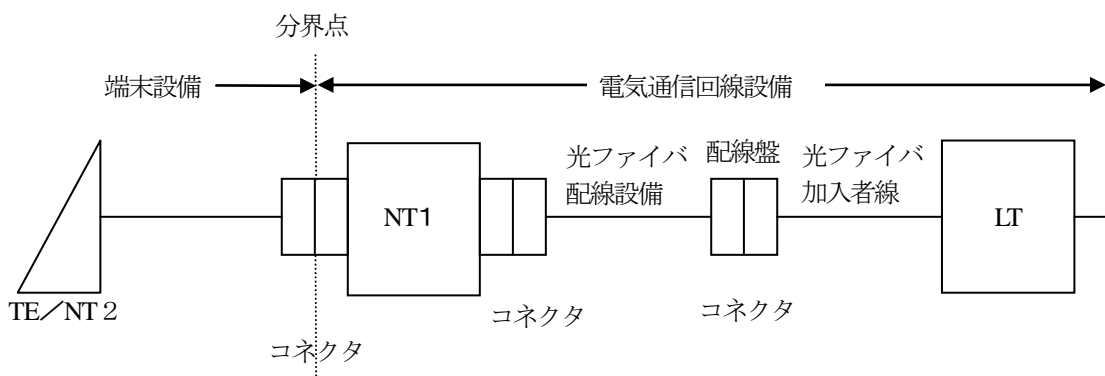 分界点
端末設備
電気通信回線設備
光ファイバ
配線設備
配線盤
光ファイバ
加入者線
NT1
LT
TE／NT２
コネクタ
コネクタ
コネクタ